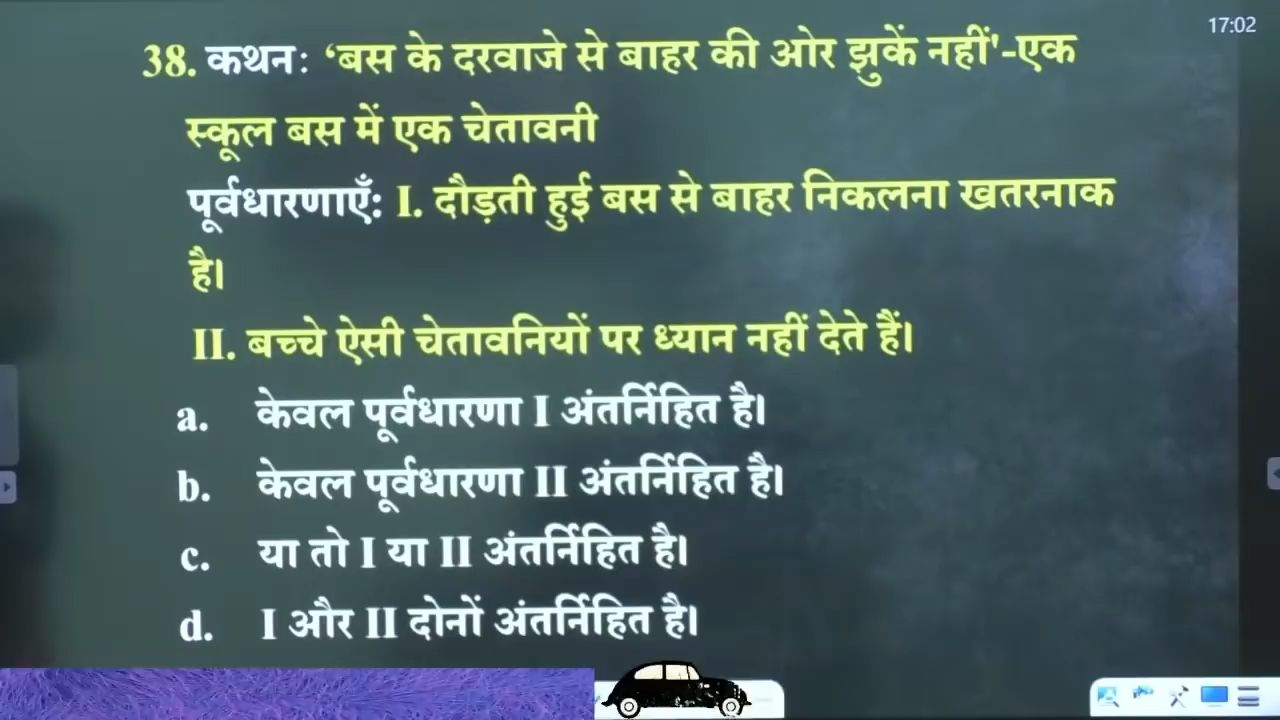 17:02
38. कथनः ‘बस के दरवाजे से बाहर की ओर झुकें नहीं'-एक
स्कूल बस में एक चेतावनी
पूर्वधारणाएँ: I. दौड़ती हुई बस से बाहर निकलना खतरनाक
है।
II. बच्चे ऐसी चेतावनियों पर ध्यान नहीं देते हैं।
a. केवल पूर्वधारणा I अंतर्निहित है।
b. केवल पूर्वधारणा II अंतर्निहित है।
c. या तो I या II अंतर्निहित है।
d. I और II दोनों अंतर्निहित है।